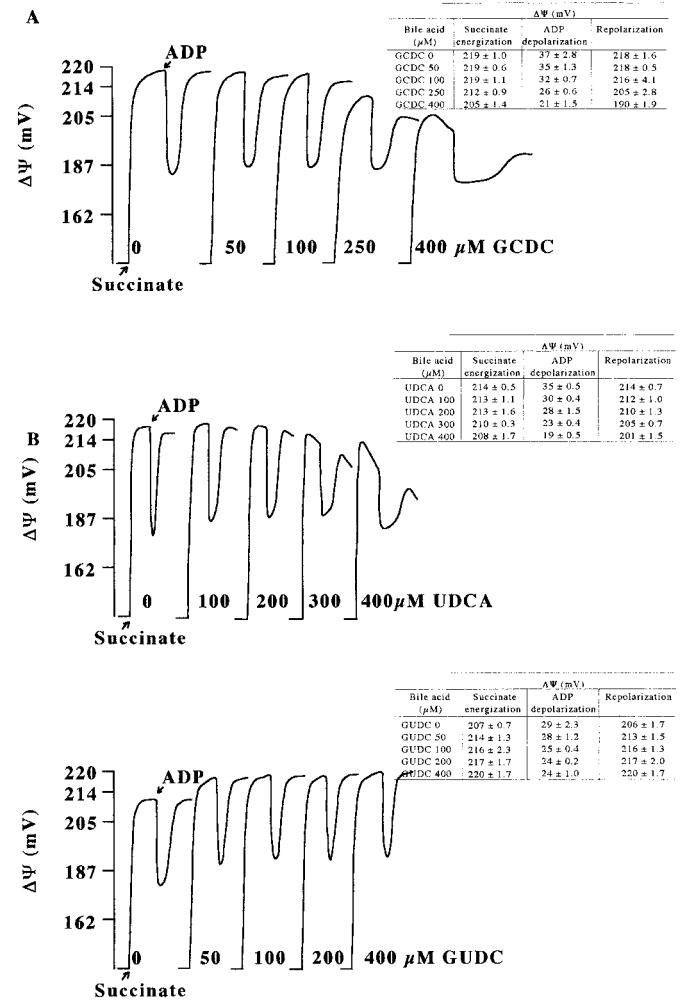 A
ΔΨ (mV)
Bile acid (μM) Succinate energization ADP depolarization Repolarization
GCDC 0 219 ± 1.0 37 ± 2.8 218 ± 1.6
GCDC 50 219 ± 0.6 35 ± 1.3 218 ± 0.5
GCDC 100 219 ± 1.1 32 ± 0.7 216 ± 4.1
GCDC 250 212 ± 0.9 26 ± 0.6 205 ± 2.8
GCDC 400 205 ± 1.4 21 ± 1.5 190 ± 1.9
ADP
220
214
205
187
162
ΔΨ (mV)
0 50 100 250 400 μM GCDC
Succinate
B
ΔΨ (mV)
Bile acid (μM) Succinate energization ADP depolarization Repolarization
UDCA 0 214 ± 0.5 35 ± 0.5 214 ± 0.7
UDCA 100 213 ± 1.1 30 ± 0.4 212 ± 1.0
UDCA 200 213 ± 1.6 28 ± 1.5 210 ± 1.3
UDCA 300 210 ± 0.3 23 ± 0.4 205 ± 0.7
UDCA 400 208 ± 1.7 19 ± 0.5 201 ± 1.5
ADP
220
214
205
187
162
ΔΨ (mV)
0 100 200 300 400μM UDCA
Succinate
ΔΨ (mV)
Bile acid (μM) Succinate energization ADP depolarization Repolarization
GUDC 0 207 ± 0.7 29 ± 2.3 206 ± 1.7
GUDC 50 214 ± 1.3 28 ± 1.2 213 ± 1.5
GUDC 100 216 ± 2.3 25 ± 0.4 216 ± 1.3
GUDC 200 217 ± 1.7 24 ± 0.2 217 ± 2.0
GUDC 400 220 ± 1.7 24 ± 1.0 220 ± 1.7
ADP
220
214
205
187
162
ΔΨ (mV)
0 50 100 200 400 μM GUDC
Succinate